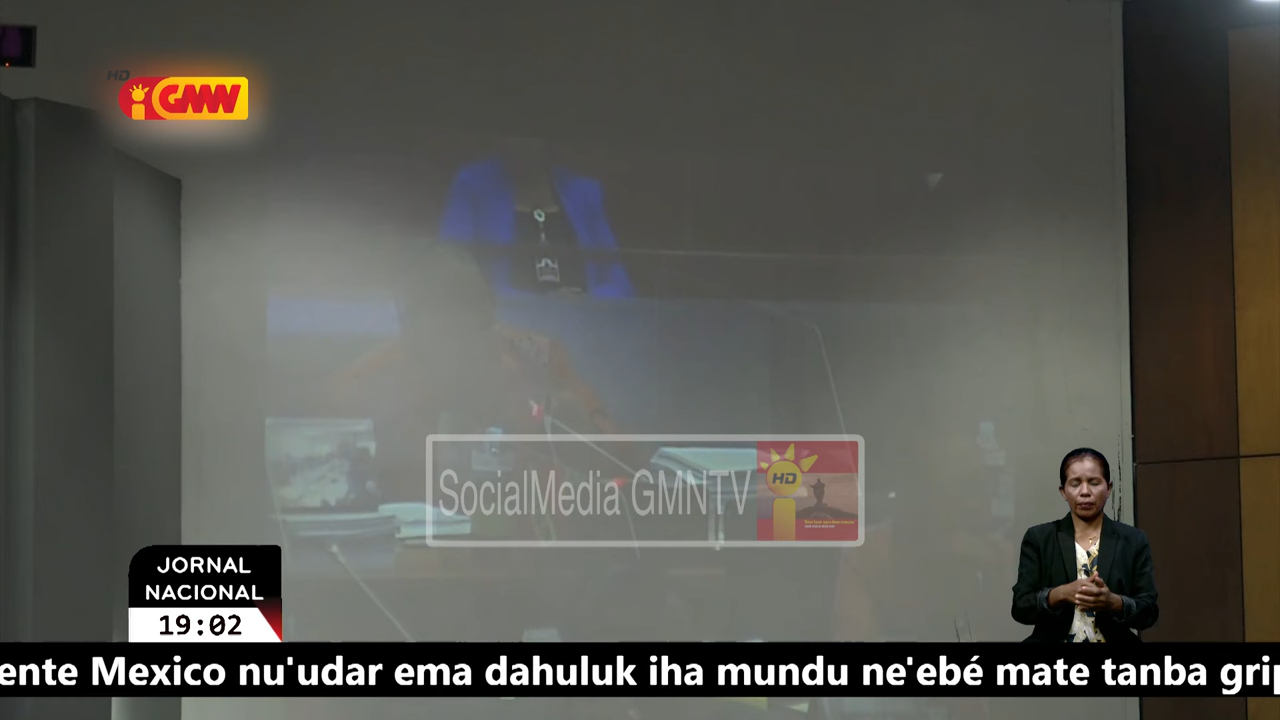 HD
GMN
SocialMedia GMNTV
HD
JORNAL
NACIONAL
19:02
ente Mexico nu'udar ema dahuluk iha mundu ne'ebé mate tanba grip